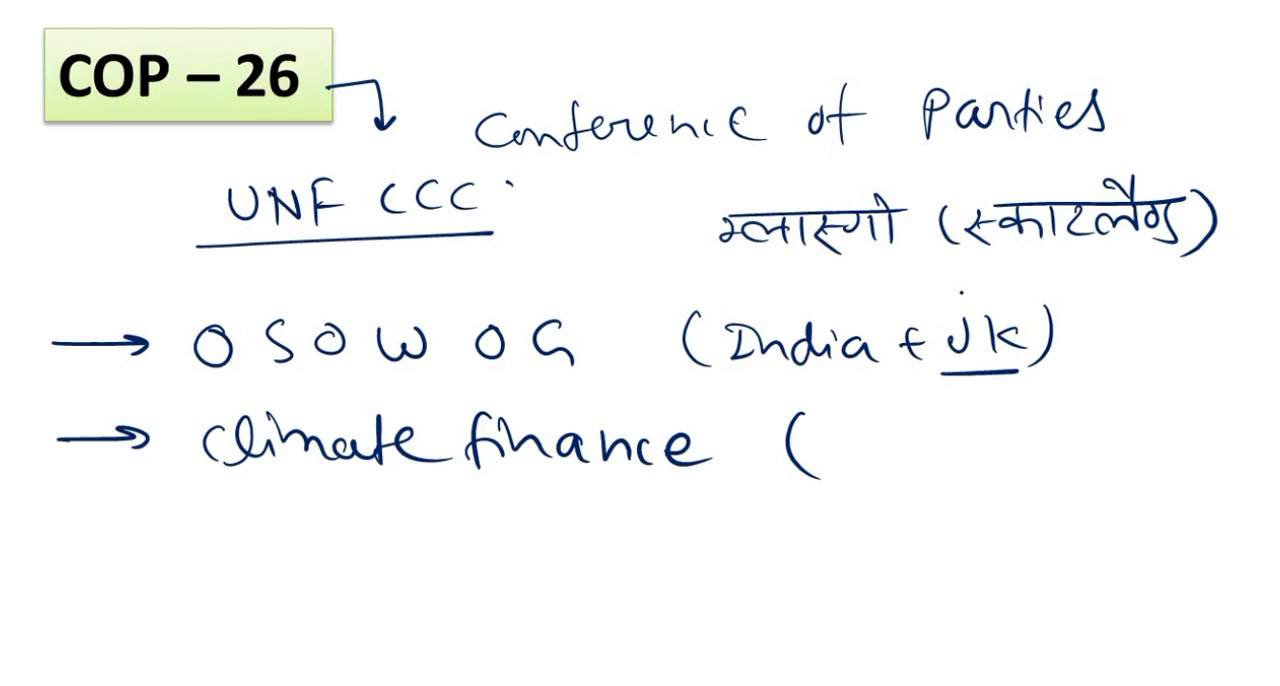 COP – 26
Conference of Parties
UNFCCC
ग्लास्गो (स्काटलैण्ड)
→ OSOWOG (India & UK)
→ climate finance (